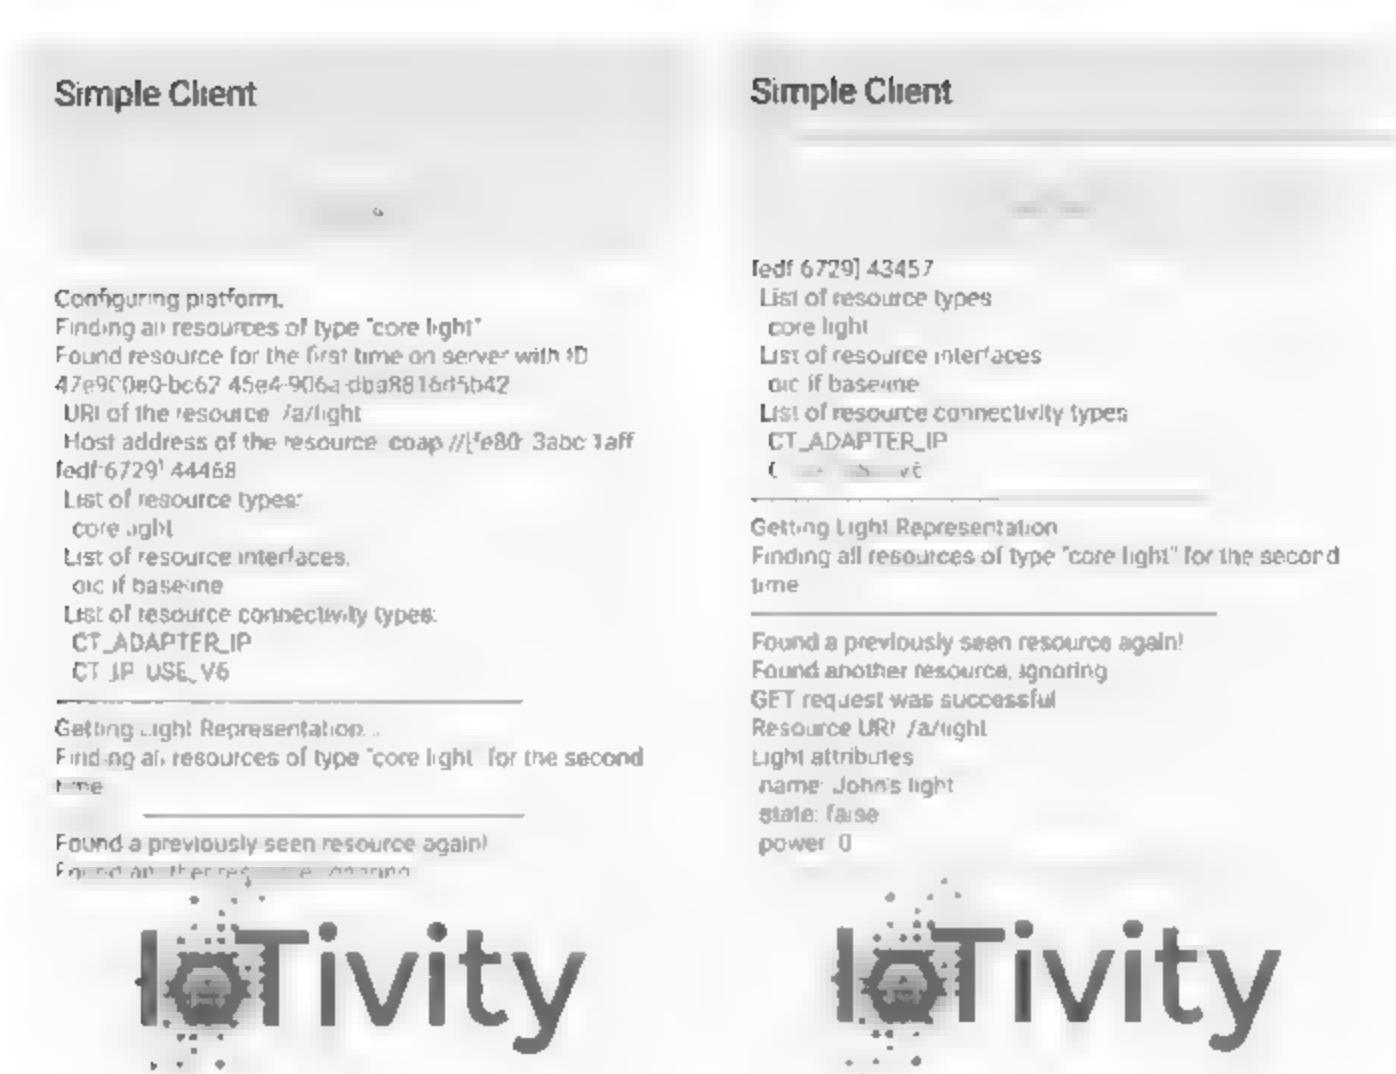 Simple Client
Configuring platform.
Finding all resources of type "core light"
Found resource for the first time on server with ID
URI of the resource /a/light
Host address of the resource coap //[fe80 3abc 1aff
fedf 6729] 44468
List of resource types:
core light
List of resource interfaces.
oic if baseline
List of resource connectivity types:
CT_ADAPTER_IP
CT_IP_USE_V6
Getting Light Representation...
Finding all resources of type "core light" for the second
time
Found a previously seen resource again!
IoTivity
Simple Client
fedf 6729] 43457
List of resource types
core light
List of resource interfaces
oic if baseline
List of resource connectivity types
CT_ADAPTER_IP
Getting Light Representation
Finding all resources of type "core light" for the second
time
Found a previously seen resource again!
Found another resource, ignoring
GET request was successful
Resource URI /a/light
Light attributes
name: John's light
state: false
power 0
IoTivity